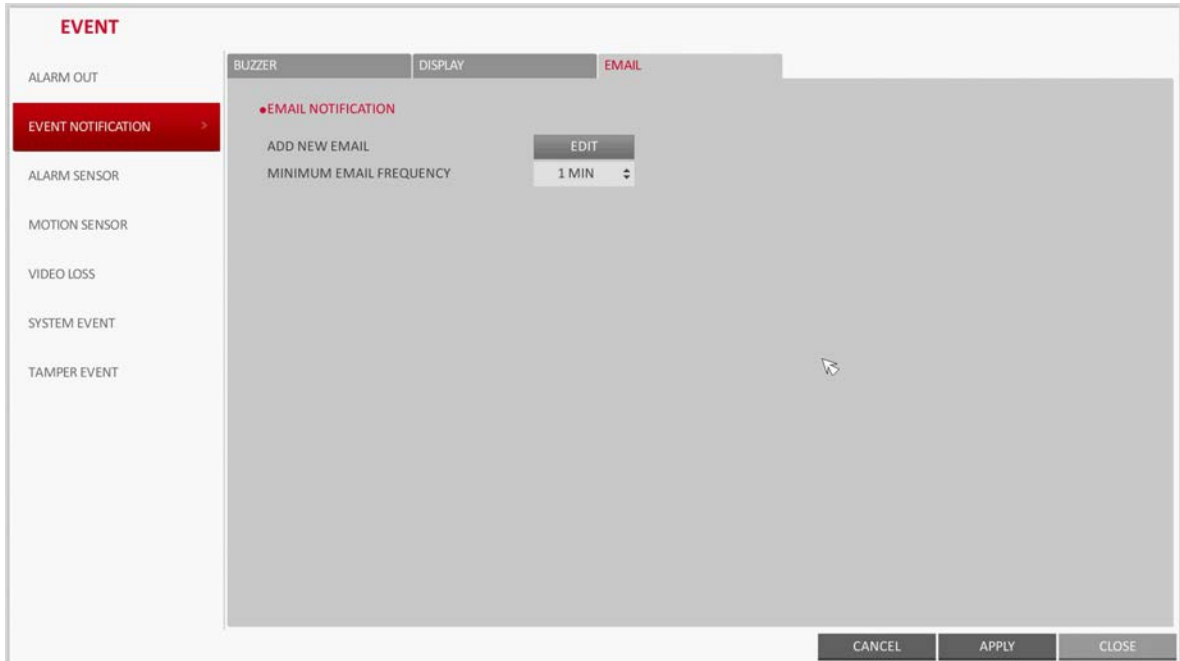 EVENT
ALARM OUT
EVENT NOTIFICATION >
ALARM SENSOR
MOTION SENSOR
VIDEO LOSS
SYSTEM EVENT
TAMPER EVENT
BUZZER DISPLAY EMAIL
●EMAIL NOTIFICATION
ADD NEW EMAIL EDIT
MINIMUM EMAIL FREQUENCY 1 MIN
CANCEL APPLY CLOSE